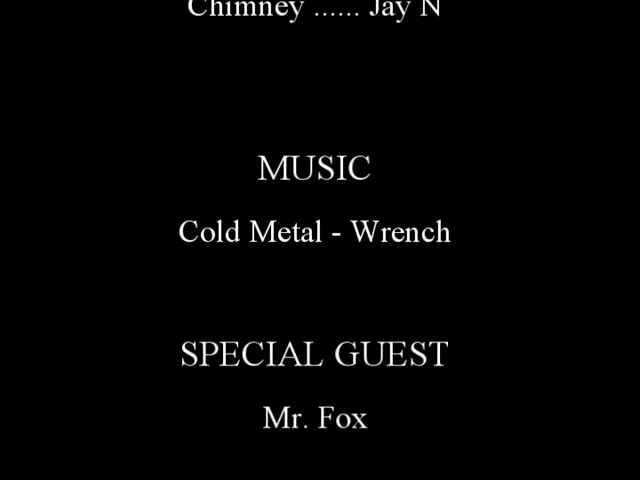 Chimney ...... Jay N
MUSIC
Cold Metal - Wrench
SPECIAL GUEST
Mr. Fox